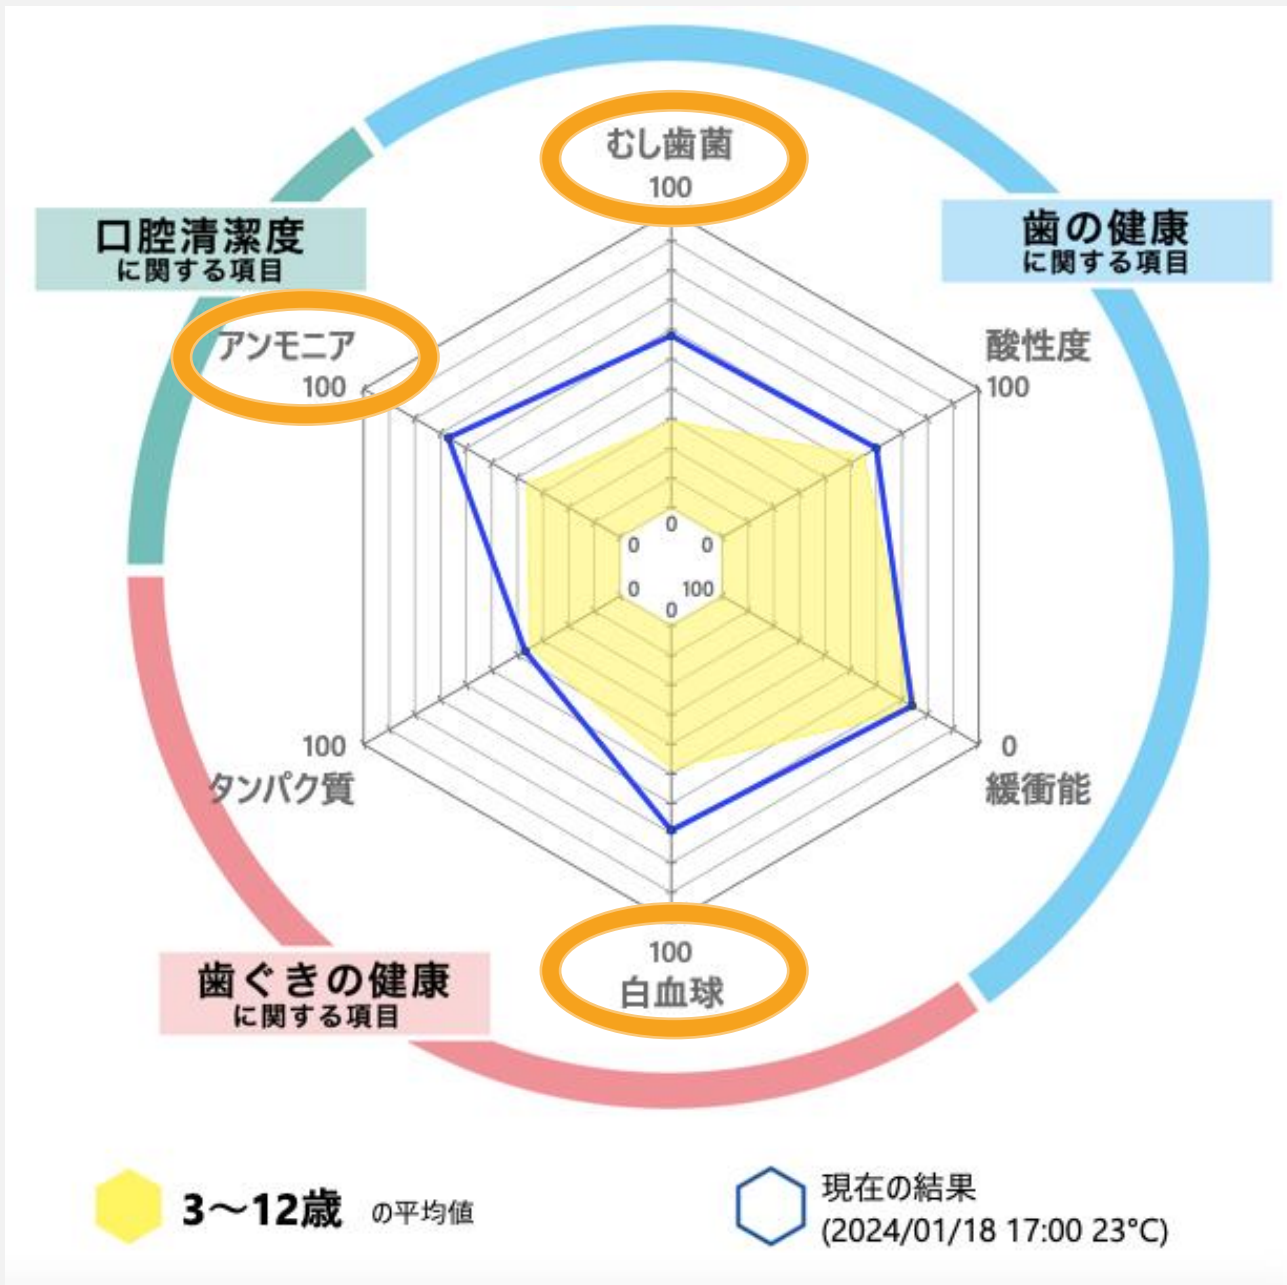 むし歯菌
100
口腔清潔度
に関する項目
歯の健康
に関する項目
アンモニア
100
酸性度
100
0
0
0
0
100
0
100
タンパク質
0
緩衝能
歯ぐきの健康
に関する項目
100
白血球
3〜12歳 の平均値
現在の結果
(2024/01/18 17:00 23°C)